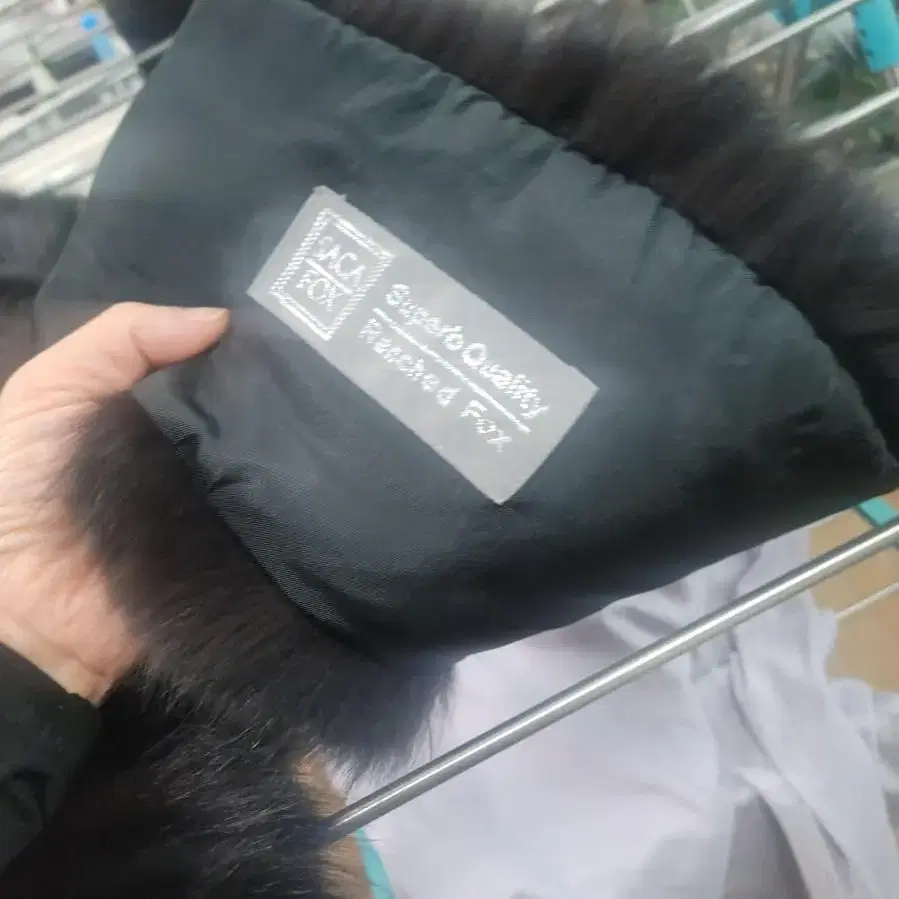 SAGA
FOX
Superb Quality
Ranched Fox